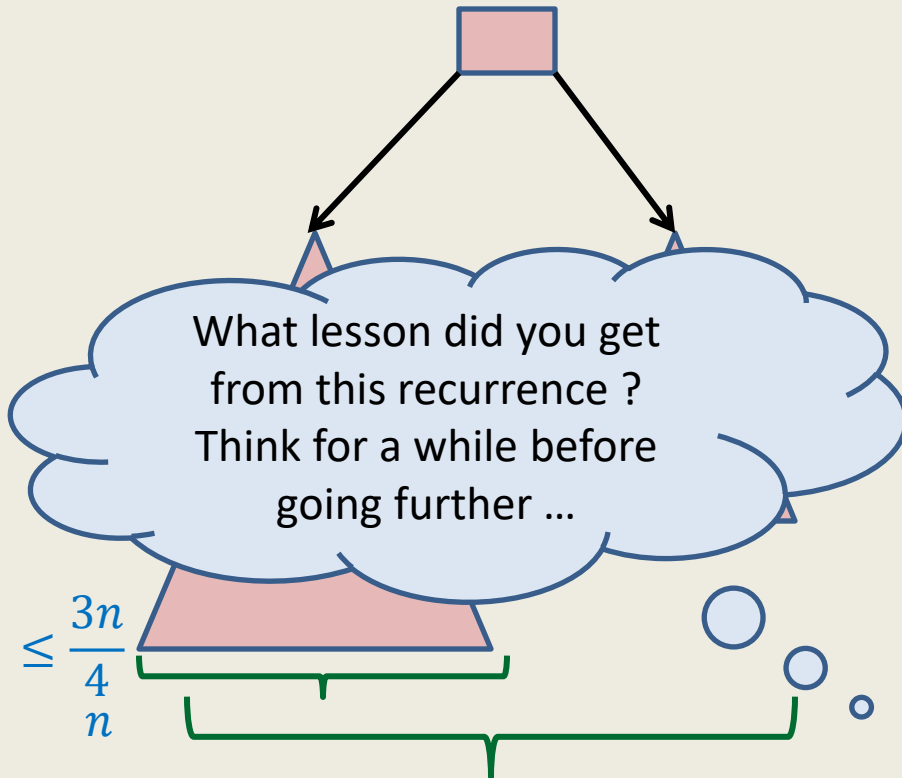 What lesson did you get
from this recurrence ?
Think for a while before
going further ...
≤ 3n/4
n